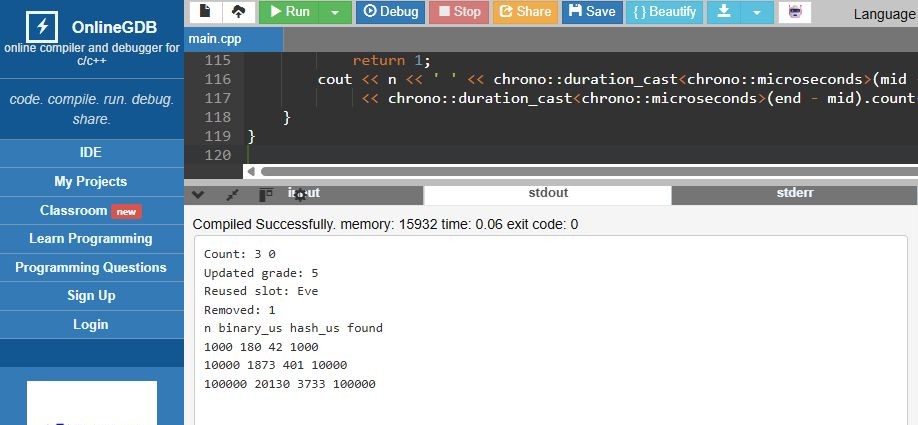 OnlineGDB
online compiler and debugger for
c/c++
code. compile. run. debug.
share.
IDE
My Projects
Classroom new
Learn Programming
Programming Questions
Sign Up
Login
Run Debug Stop Share Save { } Beautify Language
main.cpp
115 return 1;
116 cout << n << ' ' << chrono::duration_cast<chrono::microseconds>(mid
117 << chrono::duration_cast<chrono::microseconds>(end - mid).count
118 }
119 }
120
input stdout stderr
Compiled Successfully. memory: 15932 time: 0.06 exit code: 0
Count: 3 0
Updated grade: 5
Reused slot: Eve
Removed: 1
n binary_us hash_us found
1000 180 42 1000
10000 1873 401 10000
100000 20130 3733 100000